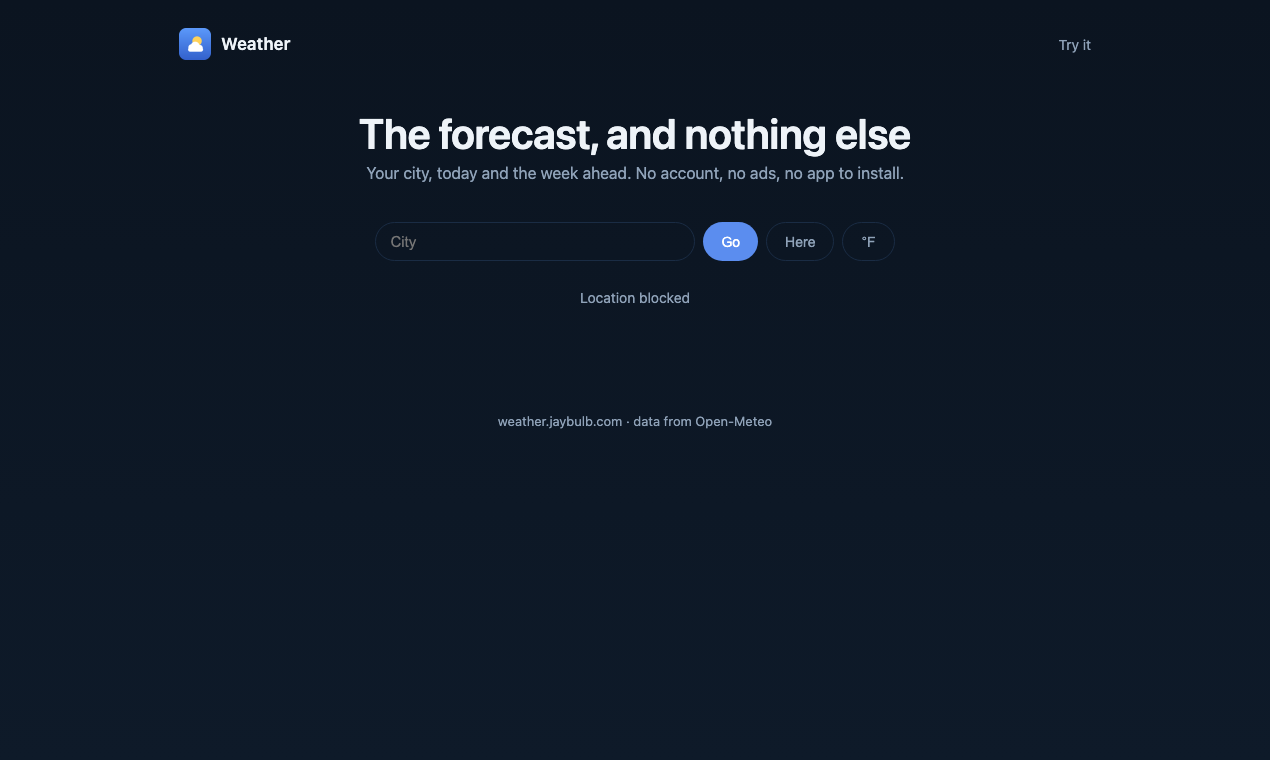 Weather
Try it
The forecast, and nothing else
Your city, today and the week ahead. No account, no ads, no app to install.
City
Go
Here
°F
Location blocked
weather.jaybulb.com · data from Open-Meteo